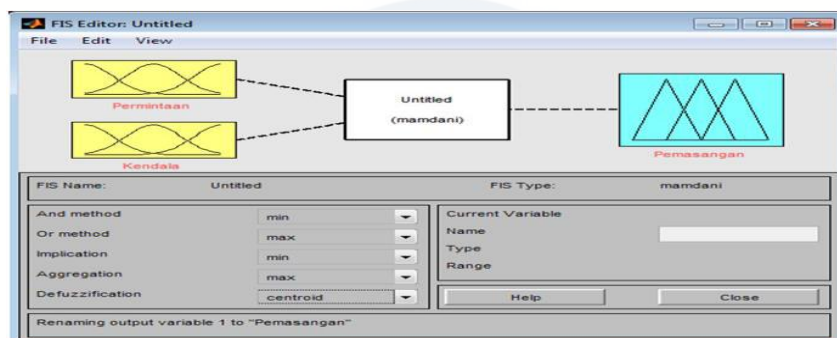 FIS Editor: Untitled
File Edit View
Permintaan
Kendala
Untitled
(mamdani)
Pemasangan
FIS Name: Untitled FIS Type: mamdani
And method min
Or method max
Implication min
Aggregation max
Defuzzification centroid
Current Variable
Name
Type
Range
Help Close
Renaming output variable 1 to "Pemasangan"